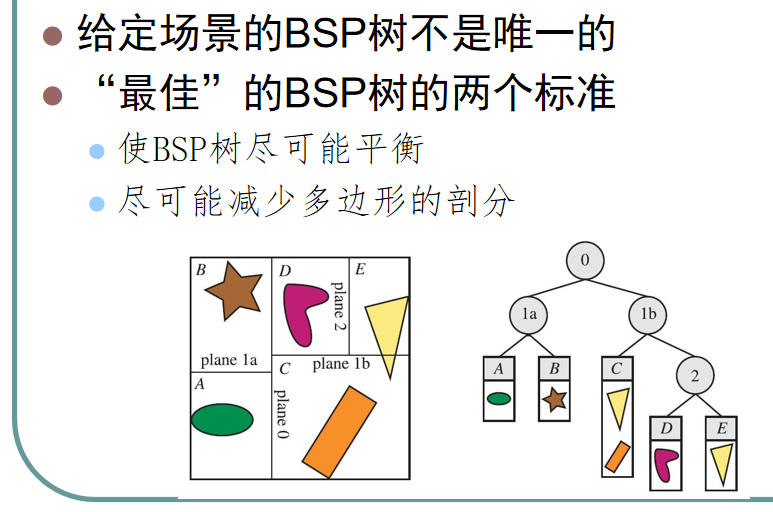 给定场景的BSP树不是唯一的
“最佳”的BSP树的两个标准
使BSP树尽可能平衡
尽可能减少多边形的剖分
B
D
E
plane 2
plane 1a
C
plane 1b
A
plane 0
0
1a
1b
A
B
C
2
D
E